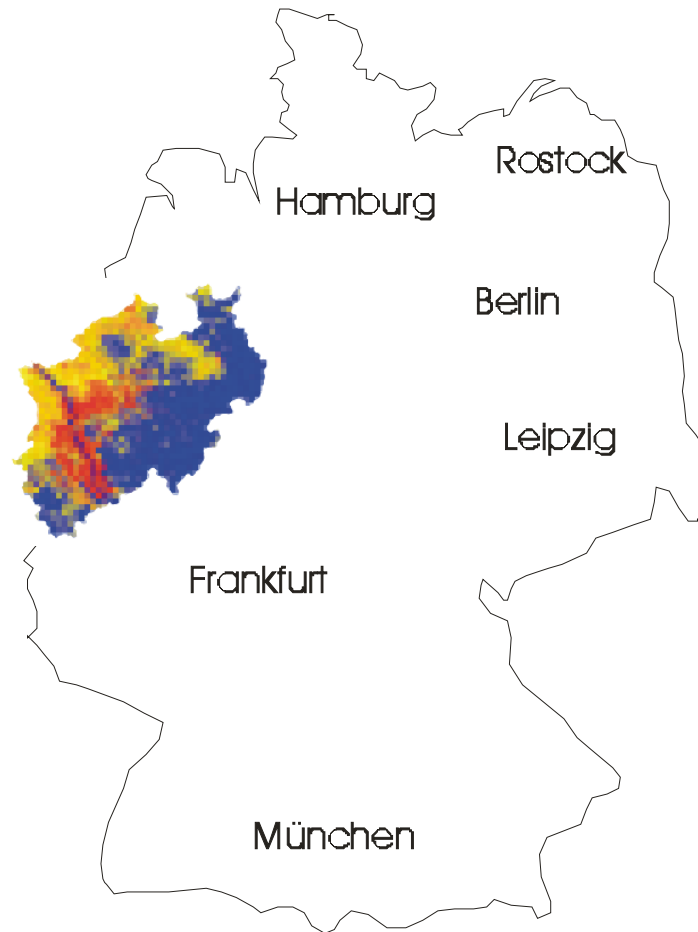 Rostock
Hamburg
Berlin
Leipzig
Frankfurt
München